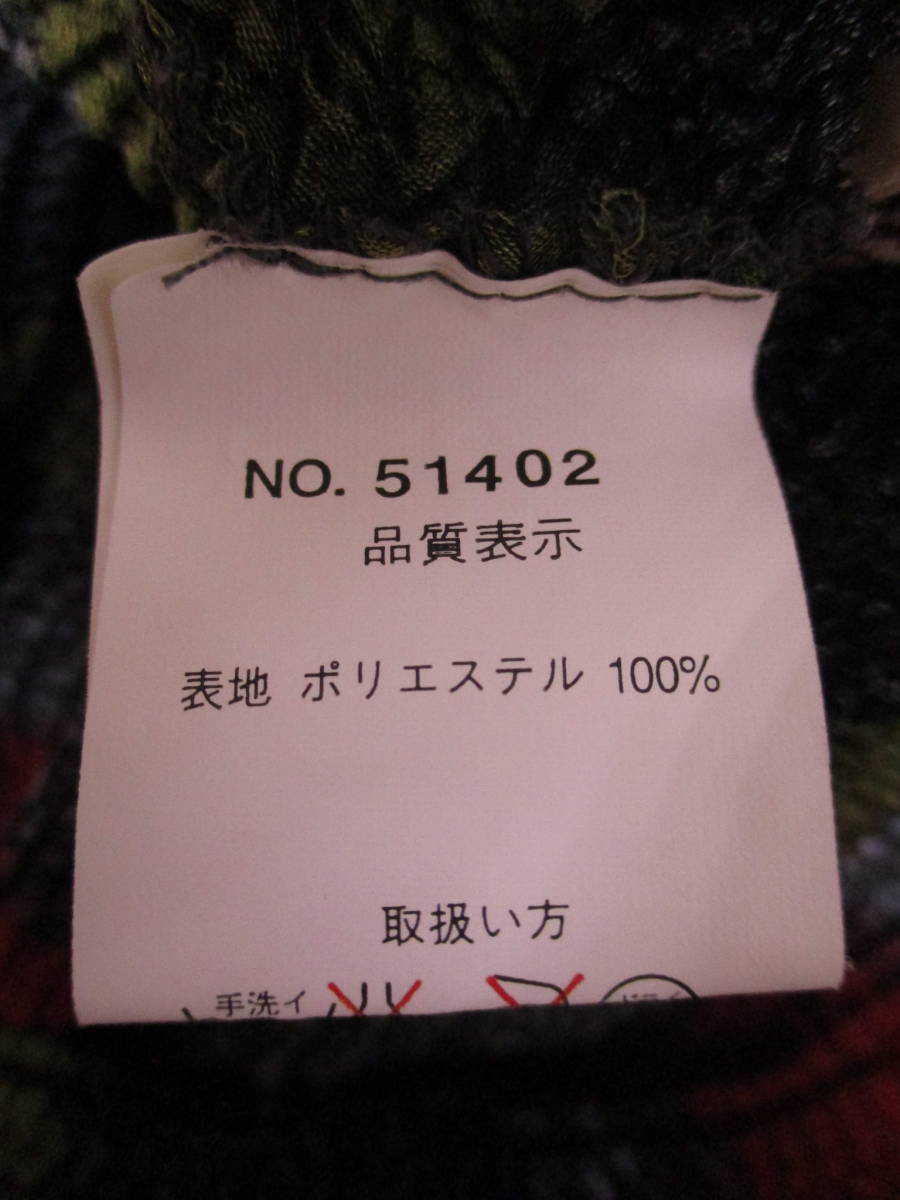 NO. 51402
品質表示
表地 ポリエステル 100%
取扱い方
手洗イ